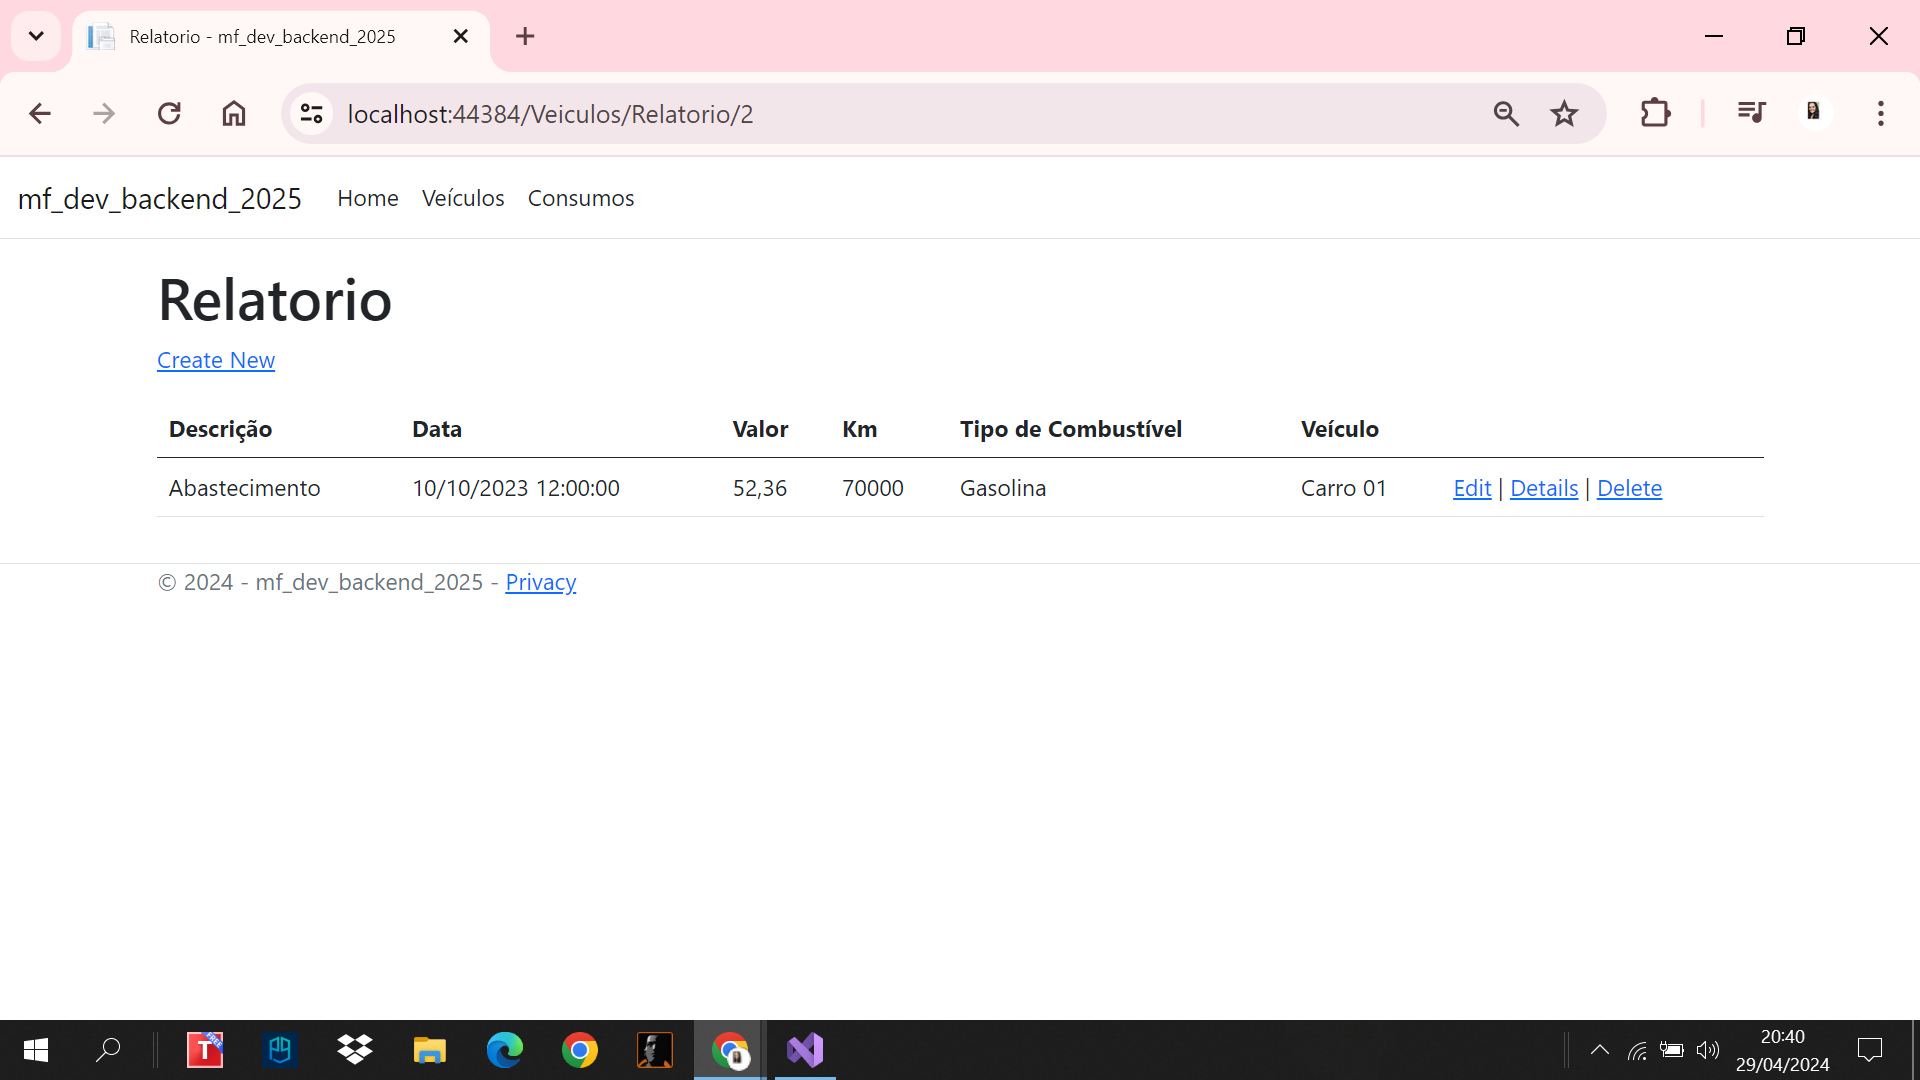 Relatorio - mf_dev_backend_2025
localhost:44384/Veiculos/Relatorio/2
mf_dev_backend_2025 Home Veículos Consumos
Relatorio
Create New
Descrição Data Valor Km Tipo de Combustível Veículo
Abastecimento 10/10/2023 12:00:00 52,36 70000 Gasolina Carro 01 Edit | Details | Delete
© 2024 - mf_dev_backend_2025 - Privacy
FREE
T
20:40
29/04/2024